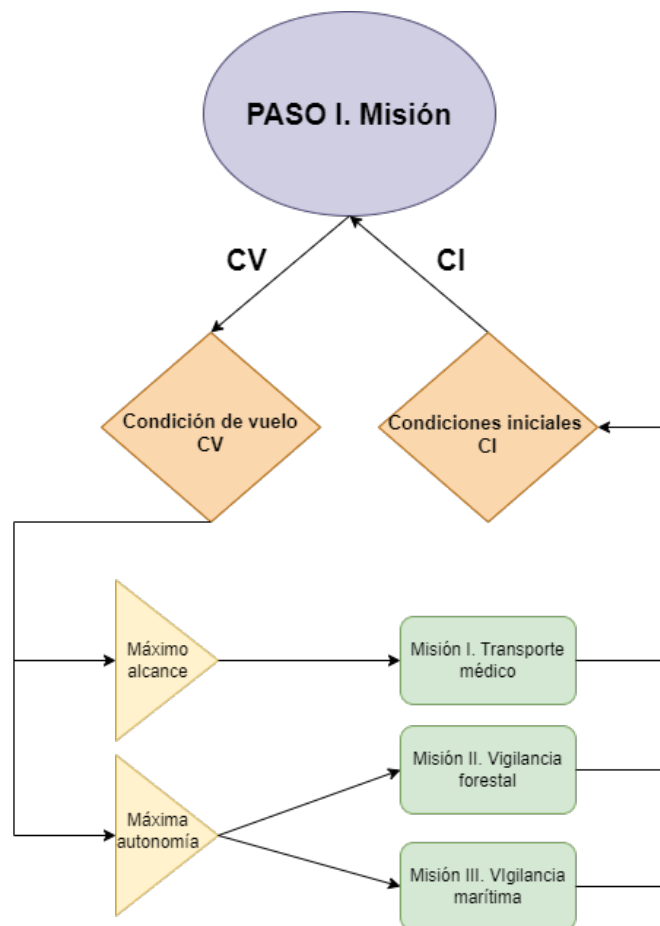 PASO I. Misión
CV
CI
Condición de vuelo
CV
Condiciones iniciales
CI
Máximo
alcance
Misión I. Transporte
médico
Misión II. Vigilancia
forestal
Máxima
autonomía
Misión III. VIgilancia
marítima